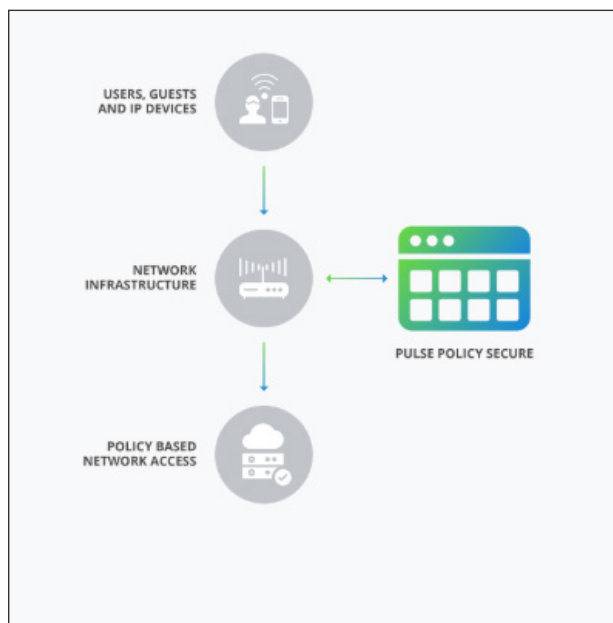 USERS, GUESTS
AND IP DEVICES
NETWORK
INFRASTRUCTURE
PULSE POLICY SECURE
POLICY BASED
NETWORK ACCESS